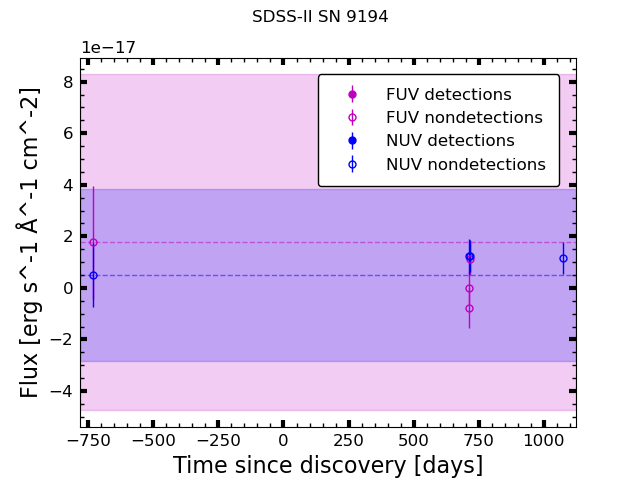 SDSS-II SN 9194
1e−17
FUV detections
FUV nondetections
NUV detections
NUV nondetections
8
6
4
2
0
−2
−4
Flux [erg s^-1 Å^-1 cm^-2]
−750 −500 −250 0 250 500 750 1000
Time since discovery [days]